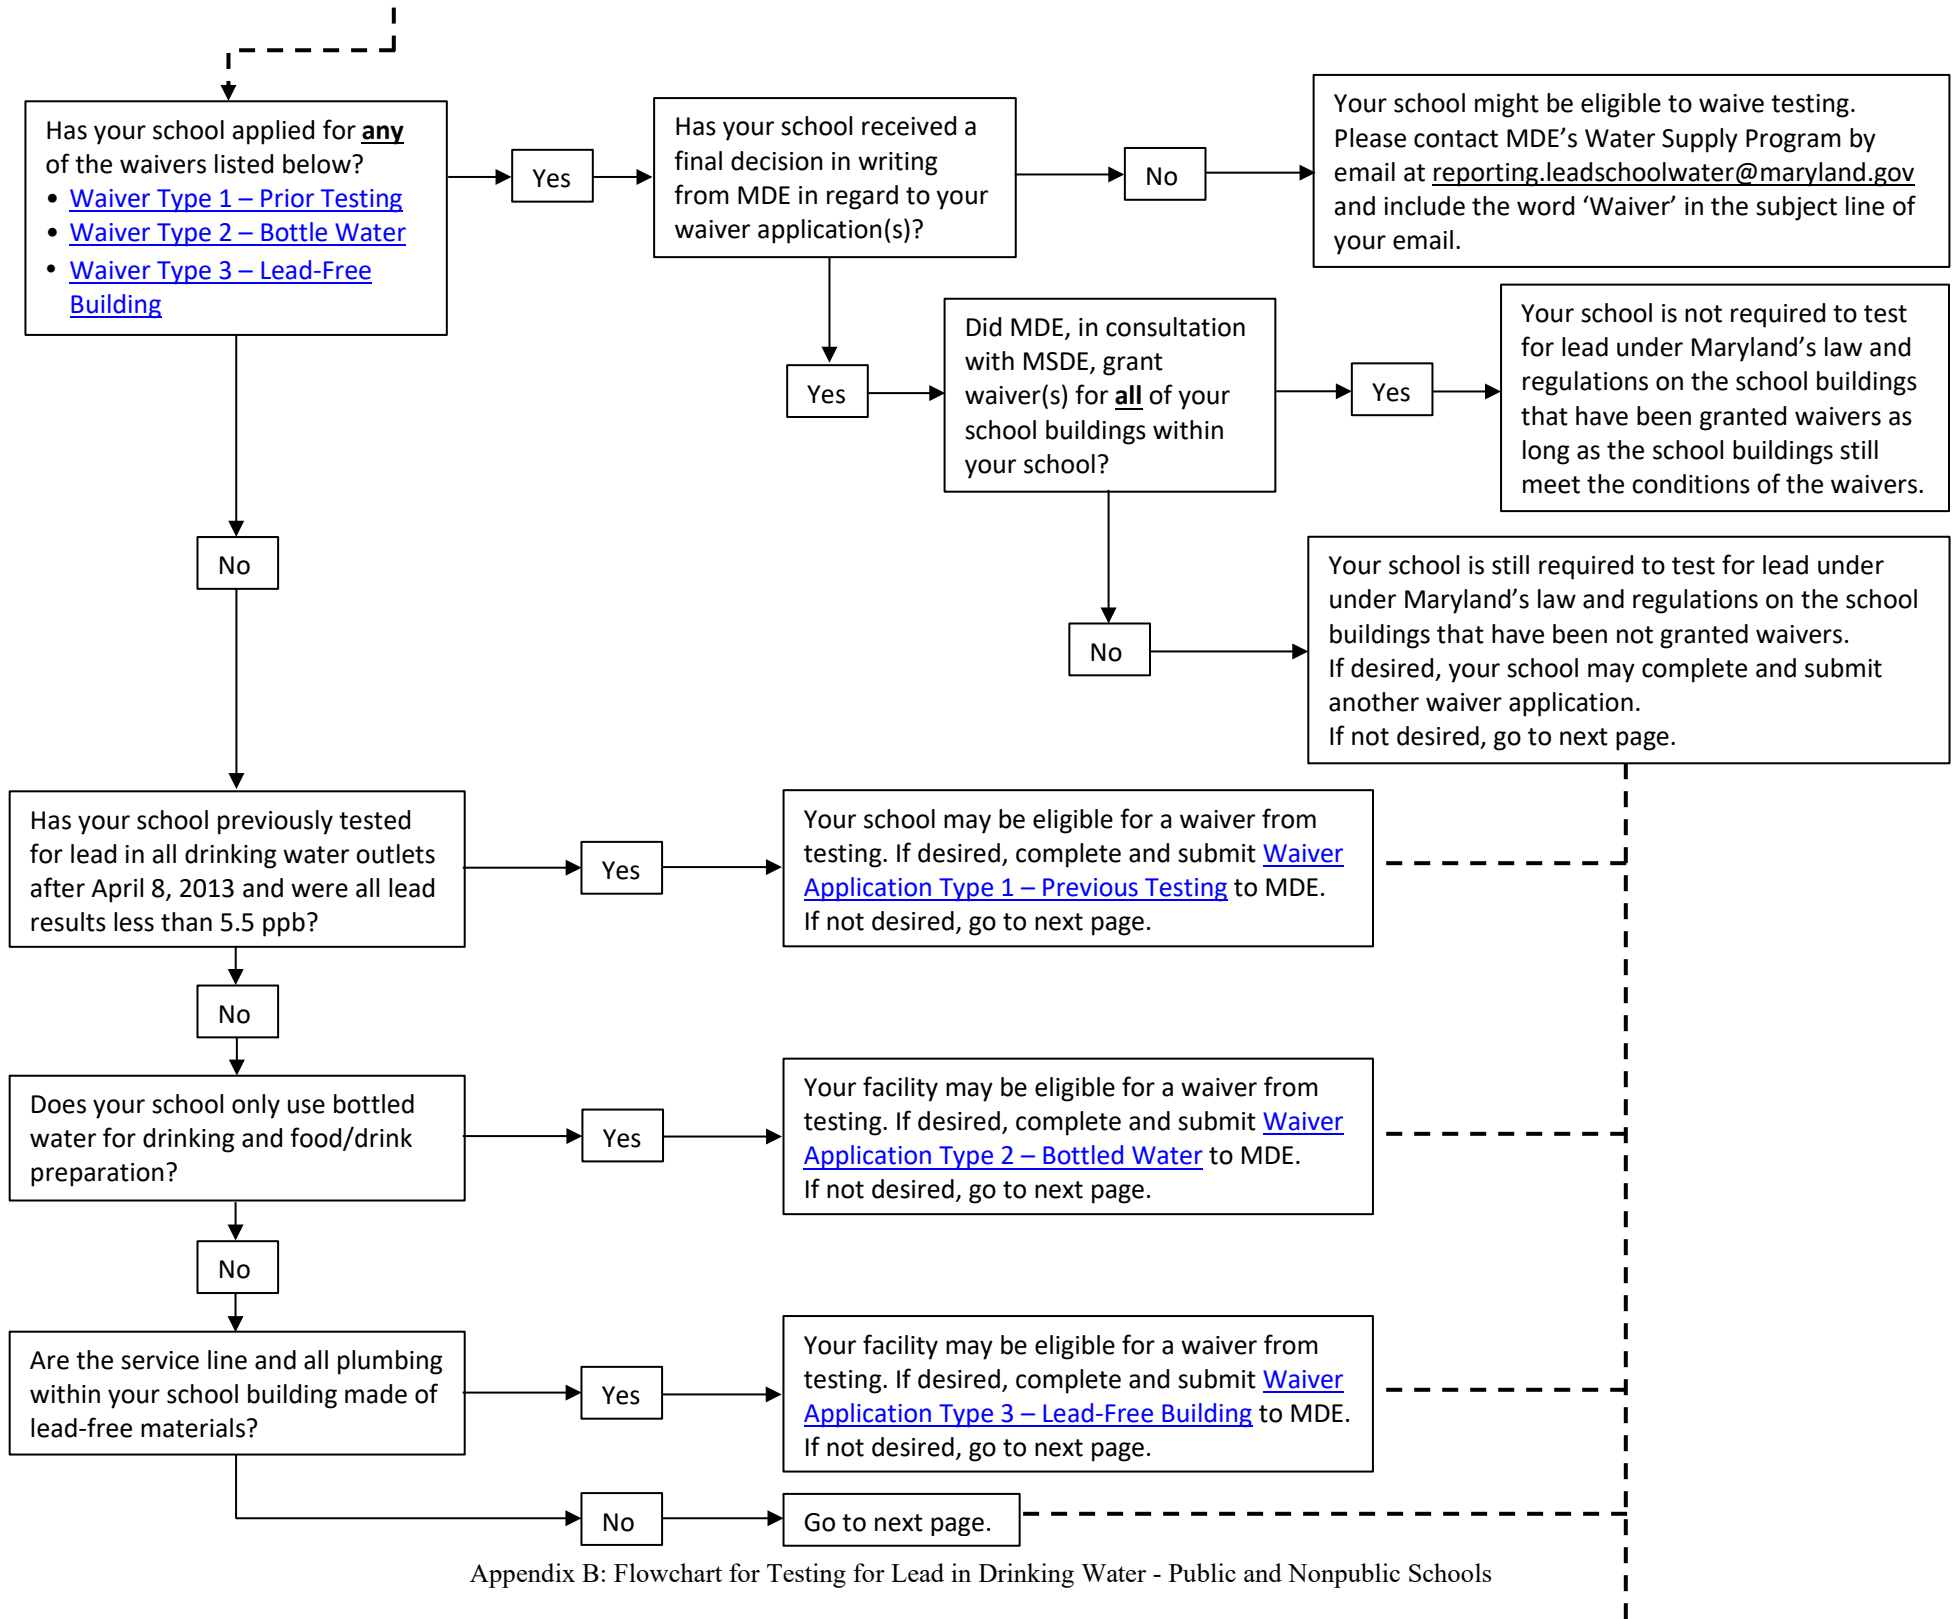 Has your school applied for any
of the waivers listed below?
• Waiver Type 1 – Prior Testing
• Waiver Type 2 – Bottle Water
• Waiver Type 3 – Lead-Free
Building
Yes
Has your school received a
final decision in writing
from MDE in regard to your
waiver application(s)?
No
Your school might be eligible to waive testing.
Please contact MDE’s Water Supply Program by
email at reporting.leadschoolwater@maryland.gov
and include the word ‘Waiver’ in the subject line of
your email.
Yes
Did MDE, in consultation
with MSDE, grant
waiver(s) for all of your
school buildings within
your school?
Yes
Your school is not required to test
for lead under Maryland’s law and
regulations on the school buildings
that have been granted waivers as
long as the school buildings still
meet the conditions of the waivers.
No
Your school is still required to test for lead under
under Maryland’s law and regulations on the school
buildings that have been not granted waivers.
If desired, your school may complete and submit
another waiver application.
If not desired, go to next page.
No
Has your school previously tested
for lead in all drinking water outlets
after April 8, 2013 and were all lead
results less than 5.5 ppb?
Yes
Your school may be eligible for a waiver from
testing. If desired, complete and submit Waiver
Application Type 1 – Previous Testing to MDE.
If not desired, go to next page.
No
Does your school only use bottled
water for drinking and food/drink
preparation?
Yes
Your facility may be eligible for a waiver from
testing. If desired, complete and submit Waiver
Application Type 2 – Bottled Water to MDE.
If not desired, go to next page.
No
Are the service line and all plumbing
within your school building made of
lead-free materials?
Yes
Your facility may be eligible for a waiver from
testing. If desired, complete and submit Waiver
Application Type 3 – Lead-Free Building to MDE.
If not desired, go to next page.
No
Go to next page.
Appendix B: Flowchart for Testing for Lead in Drinking Water - Public and Nonpublic Schools